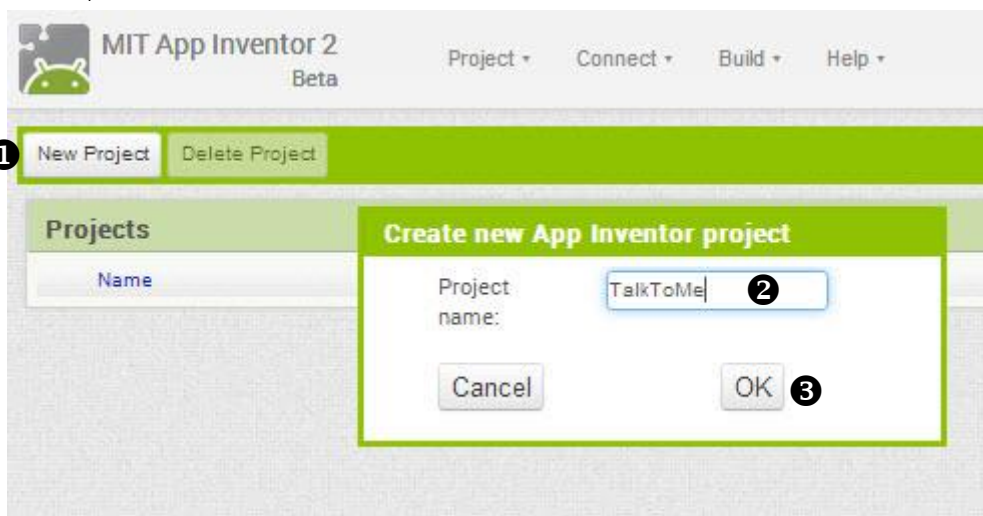 MIT App Inventor 2
Beta
Project Connect Build Help
❶ New Project Delete Project
Projects
Create new App Inventor project
Name
Project
name:
TalkToMe ❷
Cancel OK ❸